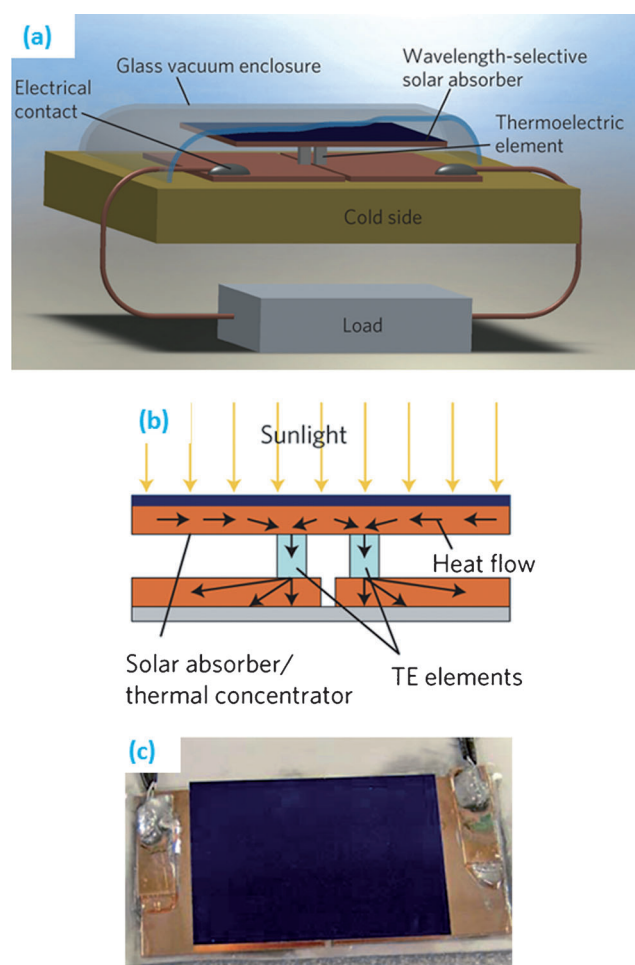 (a)
Glass vacuum enclosure
Wavelength-selective
solar absorber
Electrical
contact
Thermoelectric
element
Cold side
Load
(b)
Sunlight
Heat flow
Solar absorber/
thermal concentrator
TE elements
(c)